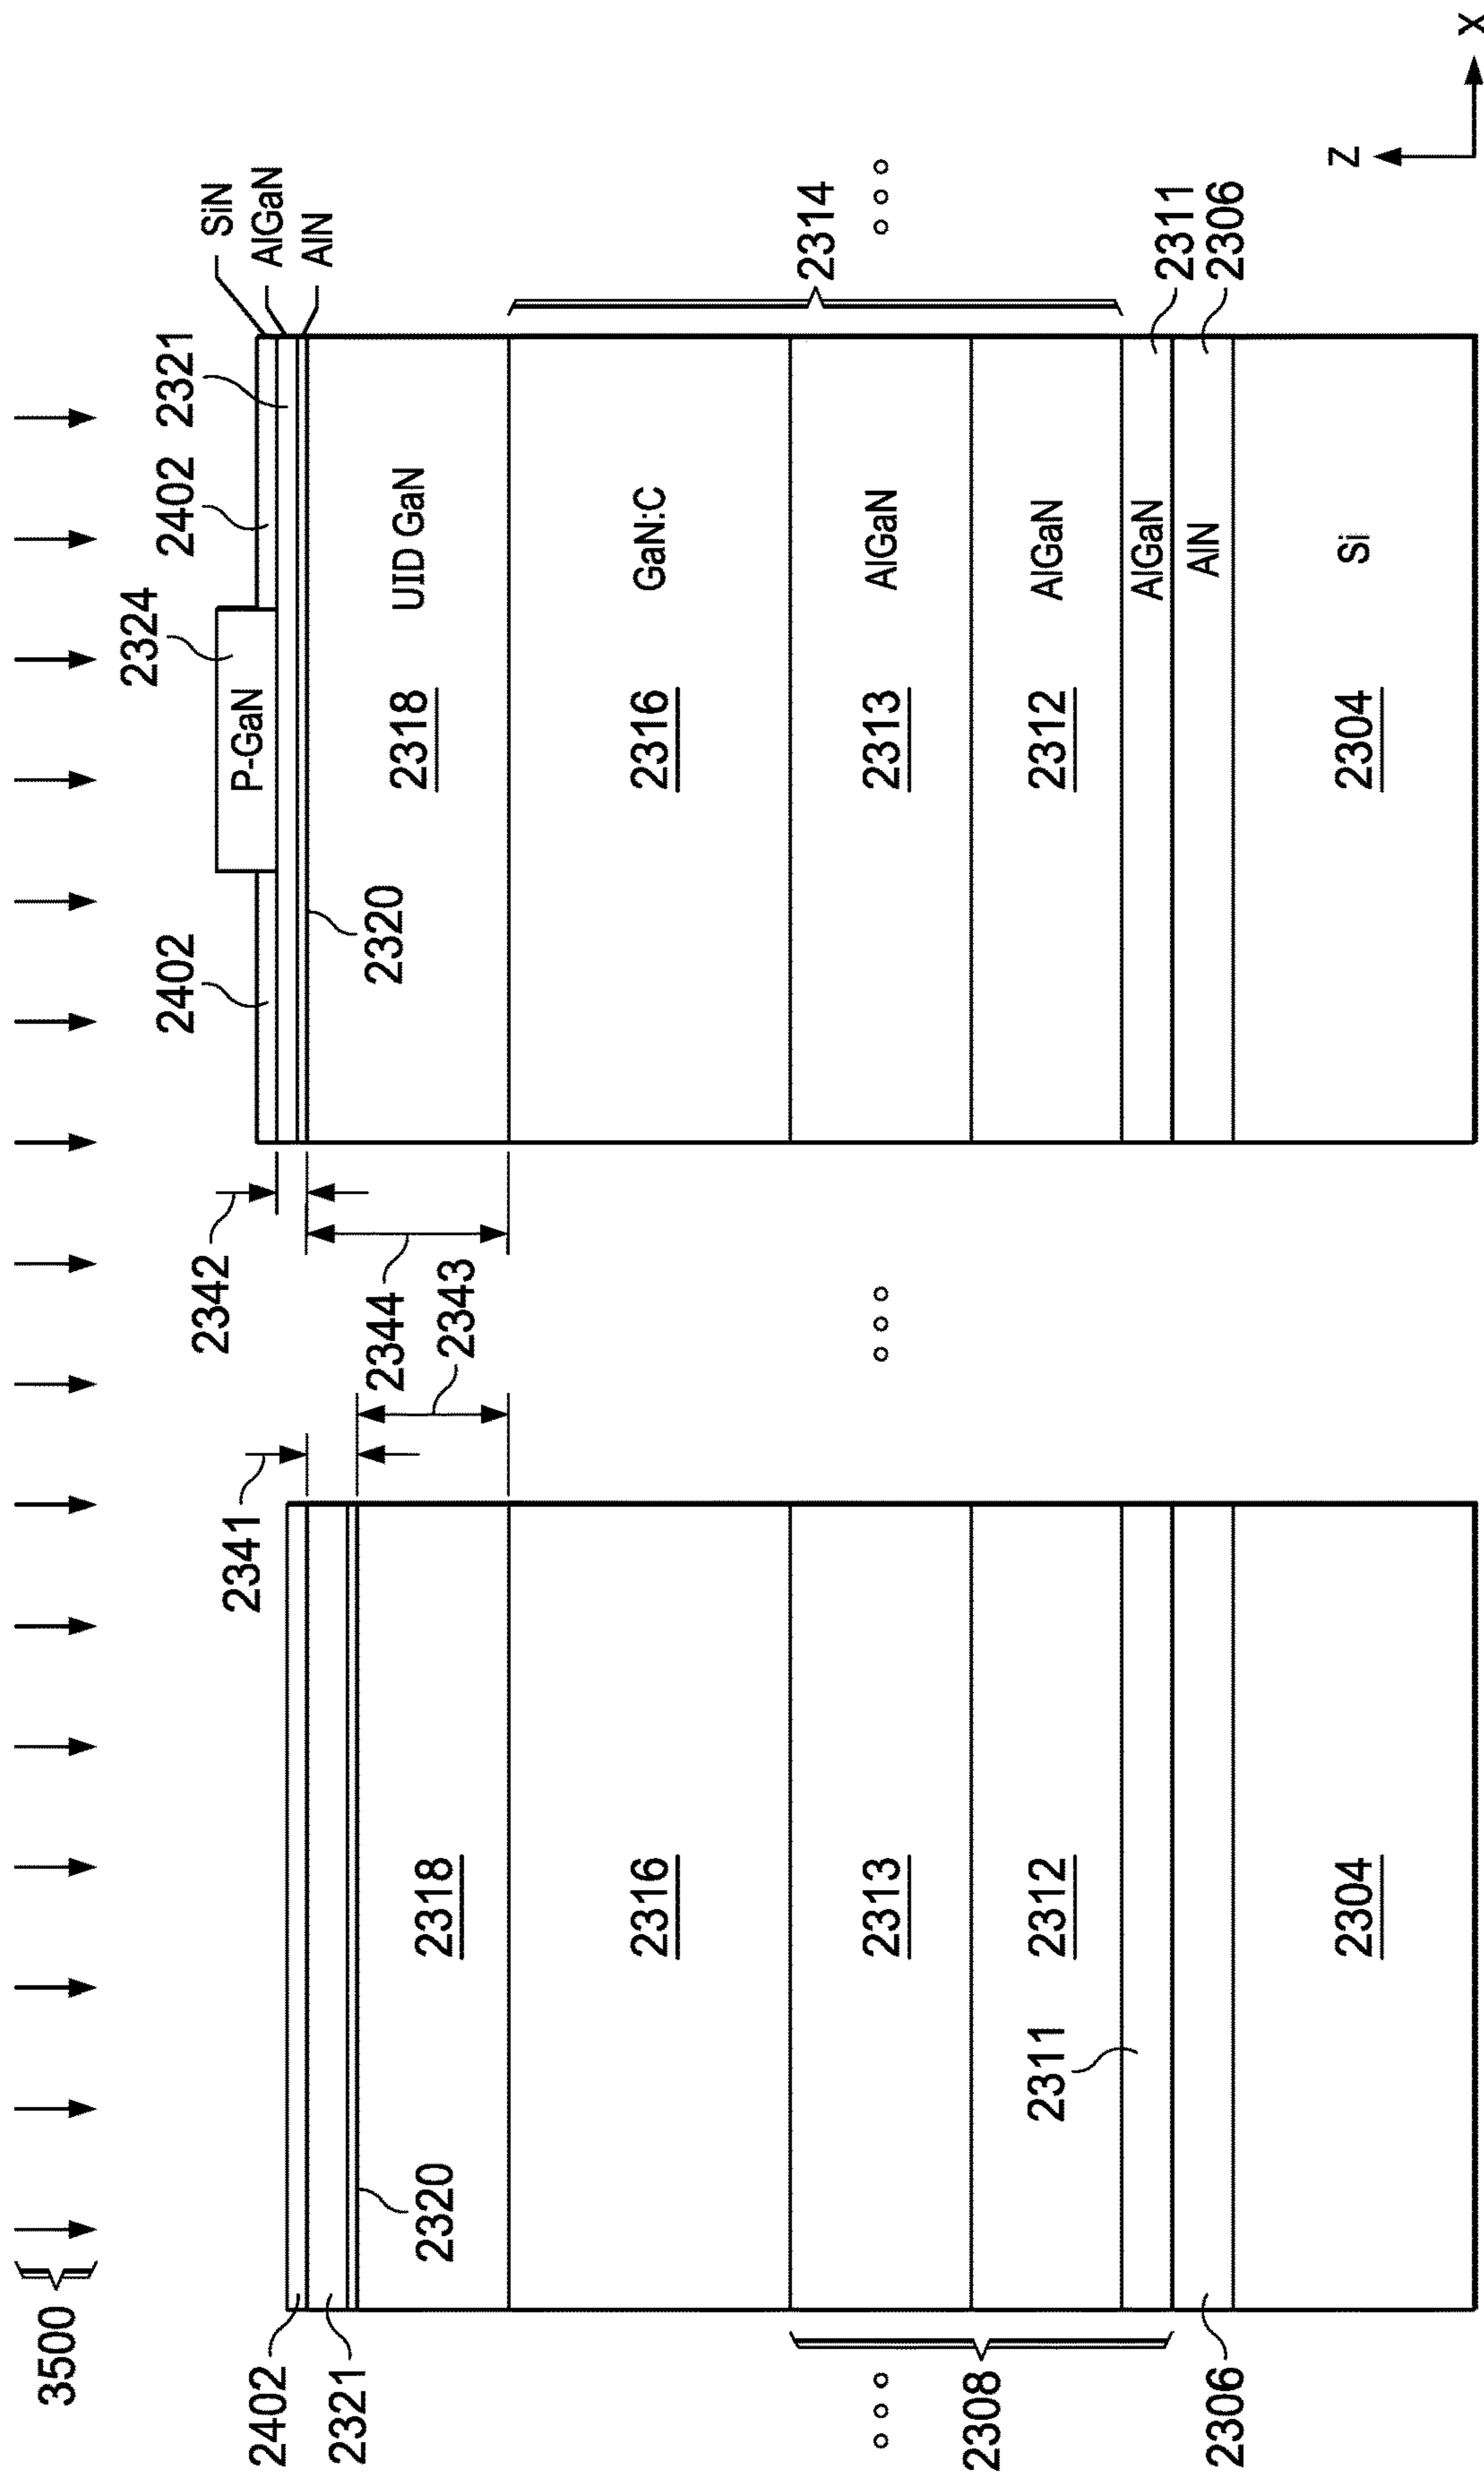 3500
2324
2402 2402 2321
SiN
2342
P-GaN
2341
AlGaN
2402
AlN
2321
2320
2320
2344
2343
2318
2318 UID GaN
2316
2316 GaN:C
2314
2313
2313 AlGaN
2308
2311
2312
2312 AlGaN
AlGaN 2311
2306
AlN 2306
2304
2304 Si
Z
X